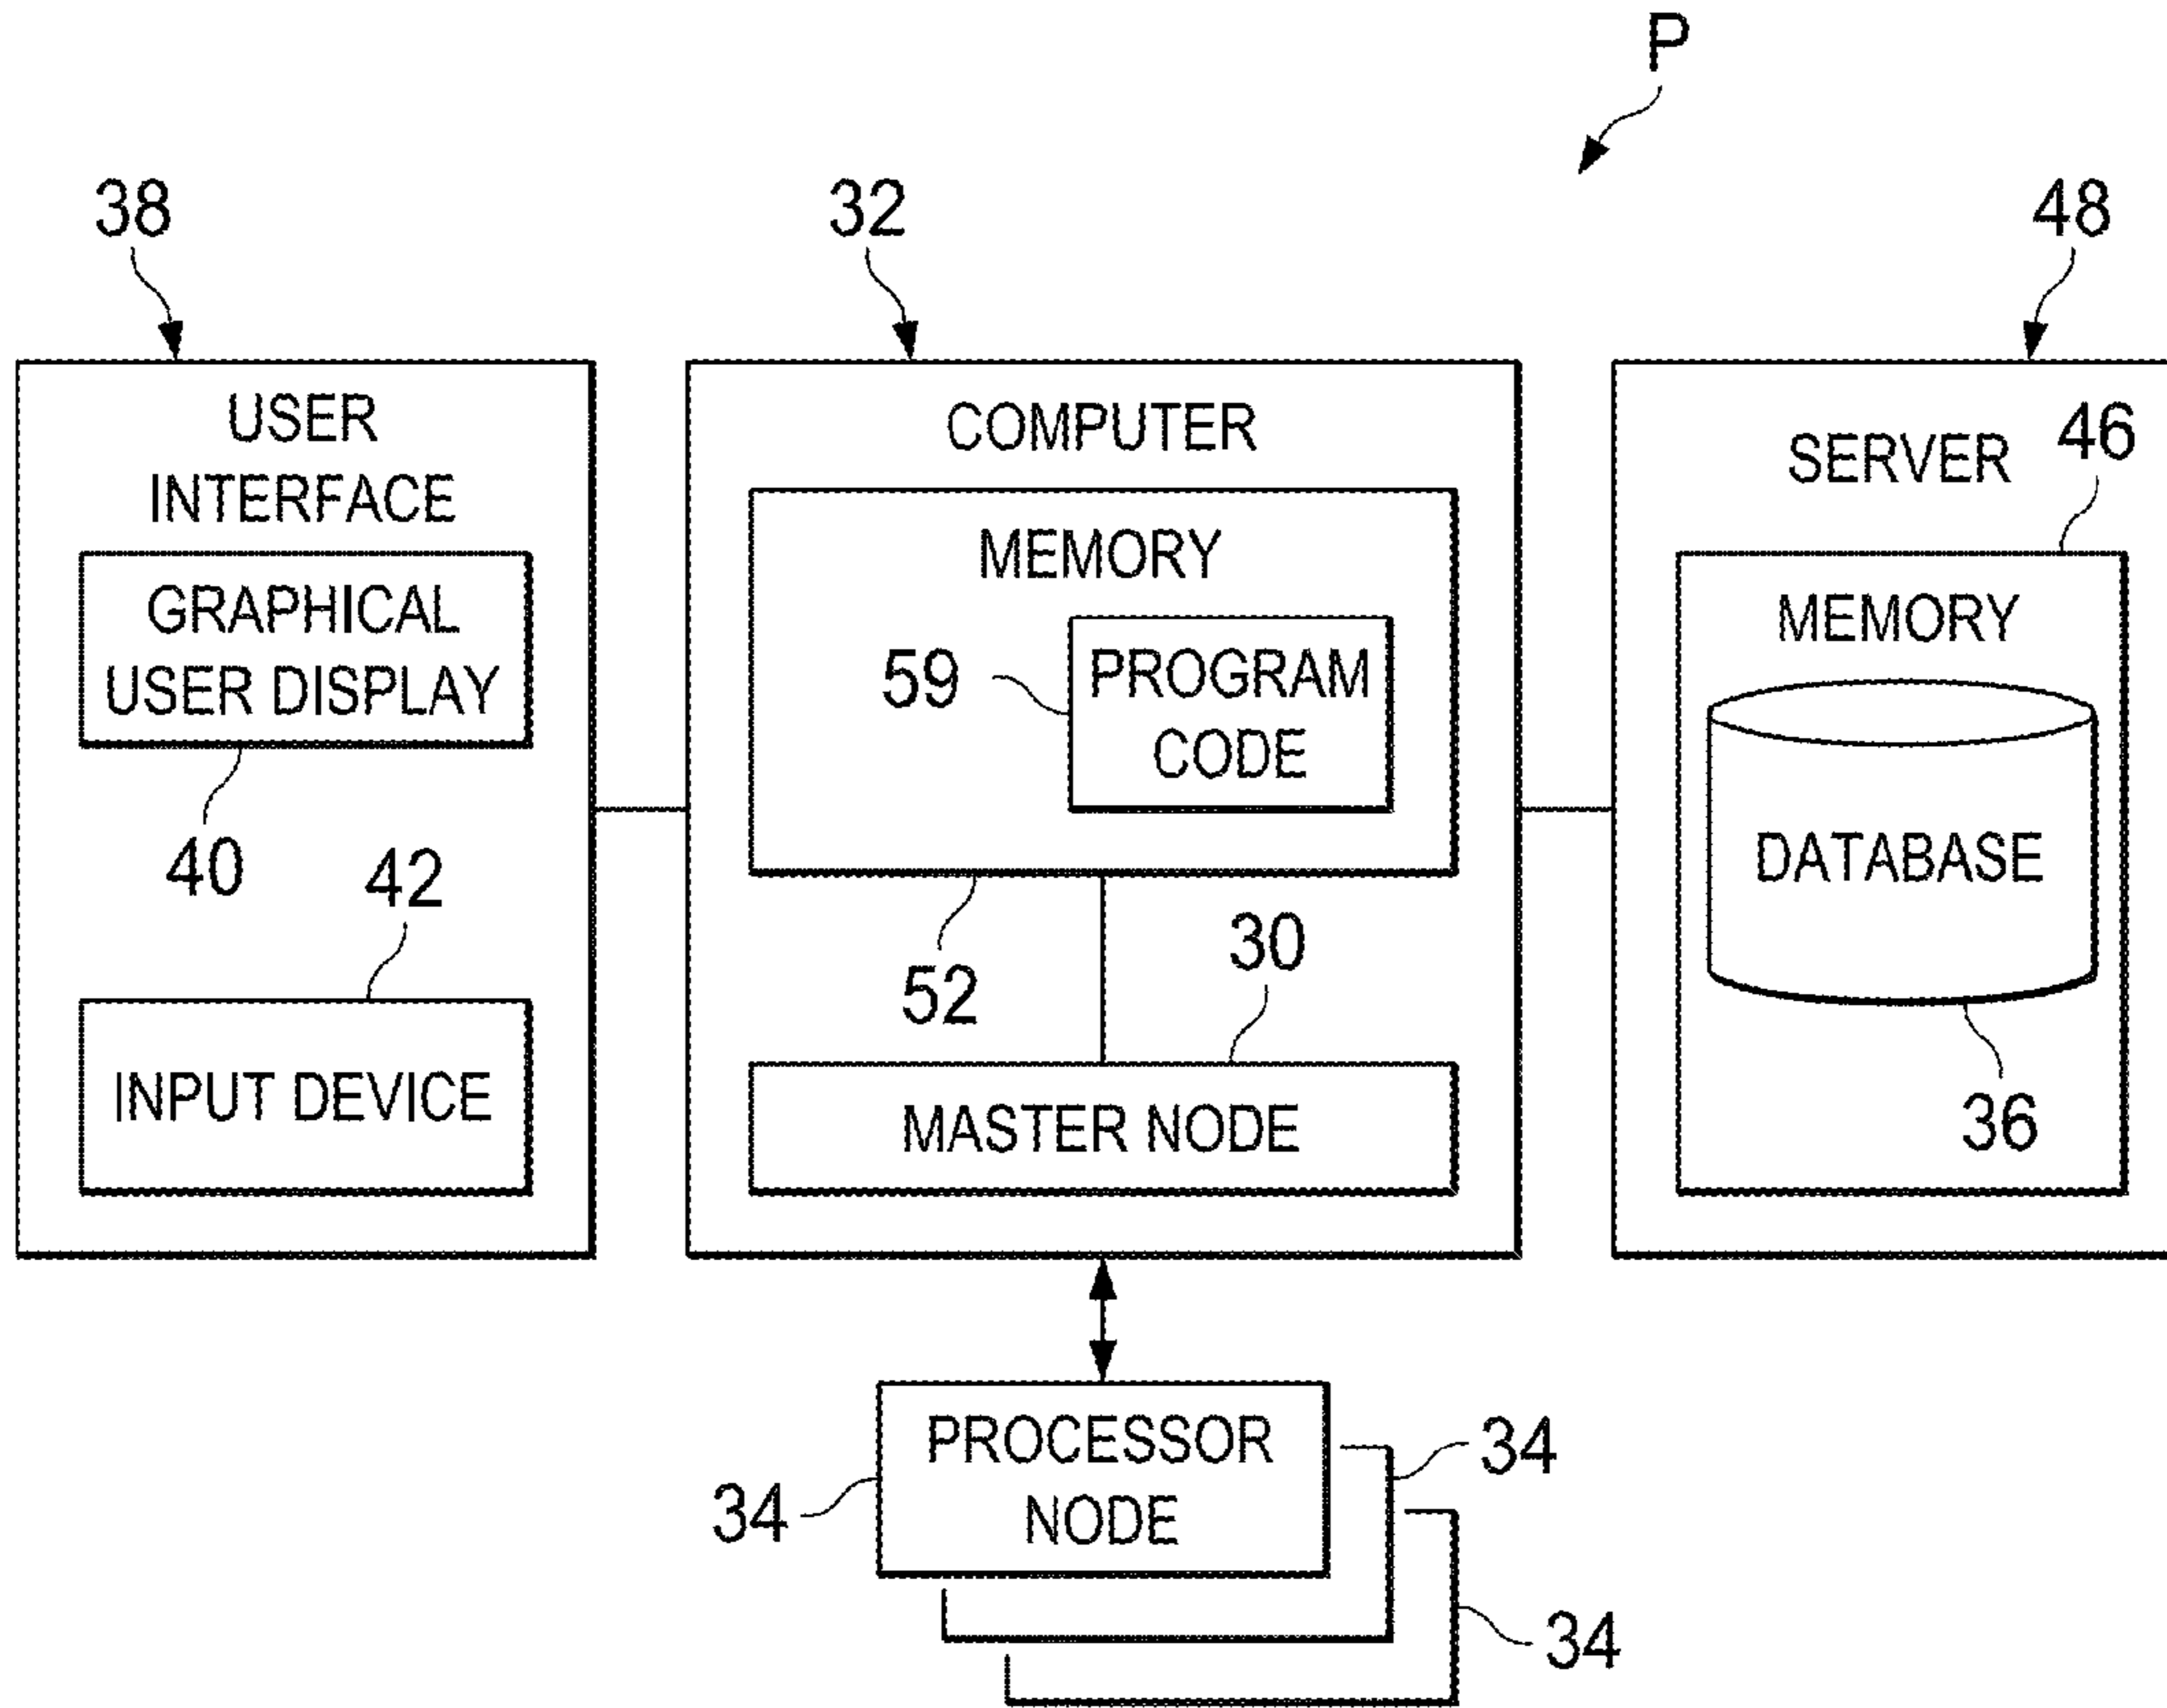 P
38
32
48
USER
INTERFACE
GRAPHICAL
USER DISPLAY
40
42
INPUT DEVICE
COMPUTER
MEMORY
59
PROGRAM
CODE
52
30
MASTER NODE
SERVER
46
MEMORY
DATABASE
36
PROCESSOR
NODE
34
34
34